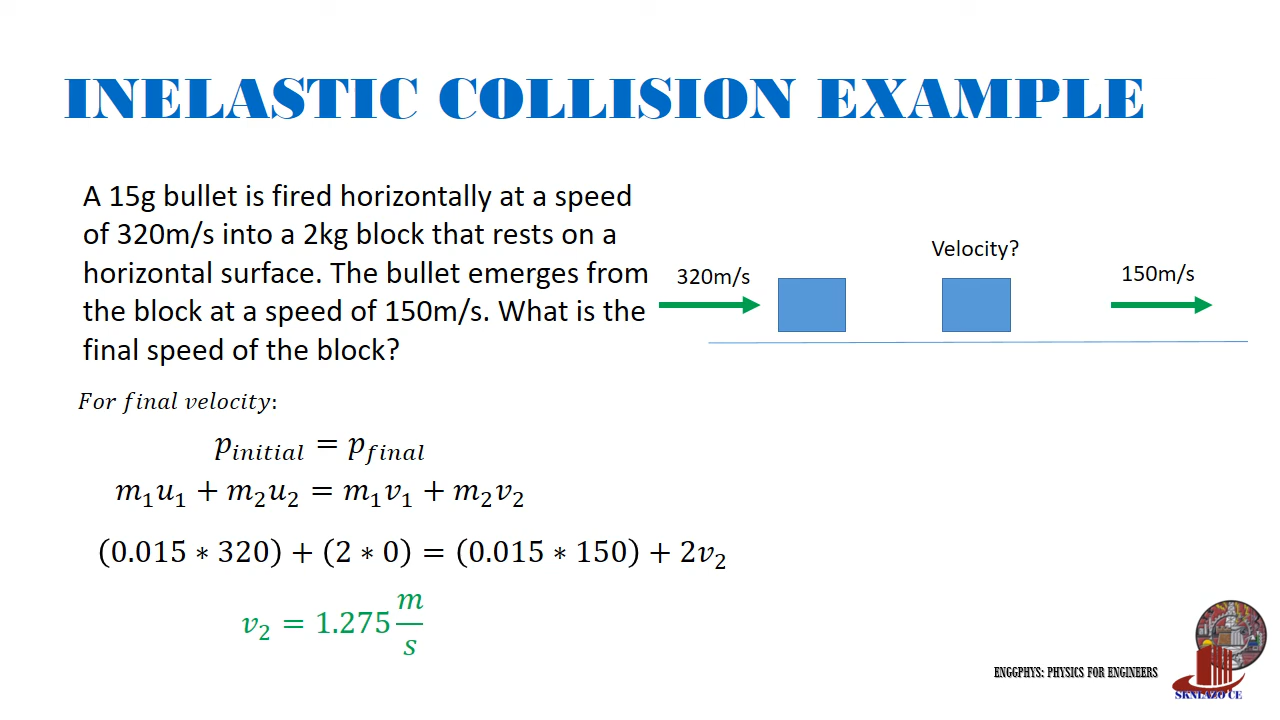 INELASTIC COLLISION EXAMPLE
A 15g bullet is fired horizontally at a speed
of 320m/s into a 2kg block that rests on a
horizontal surface. The bullet emerges from
the block at a speed of 150m/s. What is the
final speed of the block?
320m/s
Velocity?
150m/s
For final velocity:
p_initial = p_final
m₁u₁ + m₂u₂ = m₁v₁ + m₂v₂
(0.015 ∗ 320) + (2 ∗ 0) = (0.015 ∗ 150) + 2v₂
v₂ = 1.275 m/s
ENGGPHYS: PHYSICS FOR ENGINEERS
SKNLAZO CE